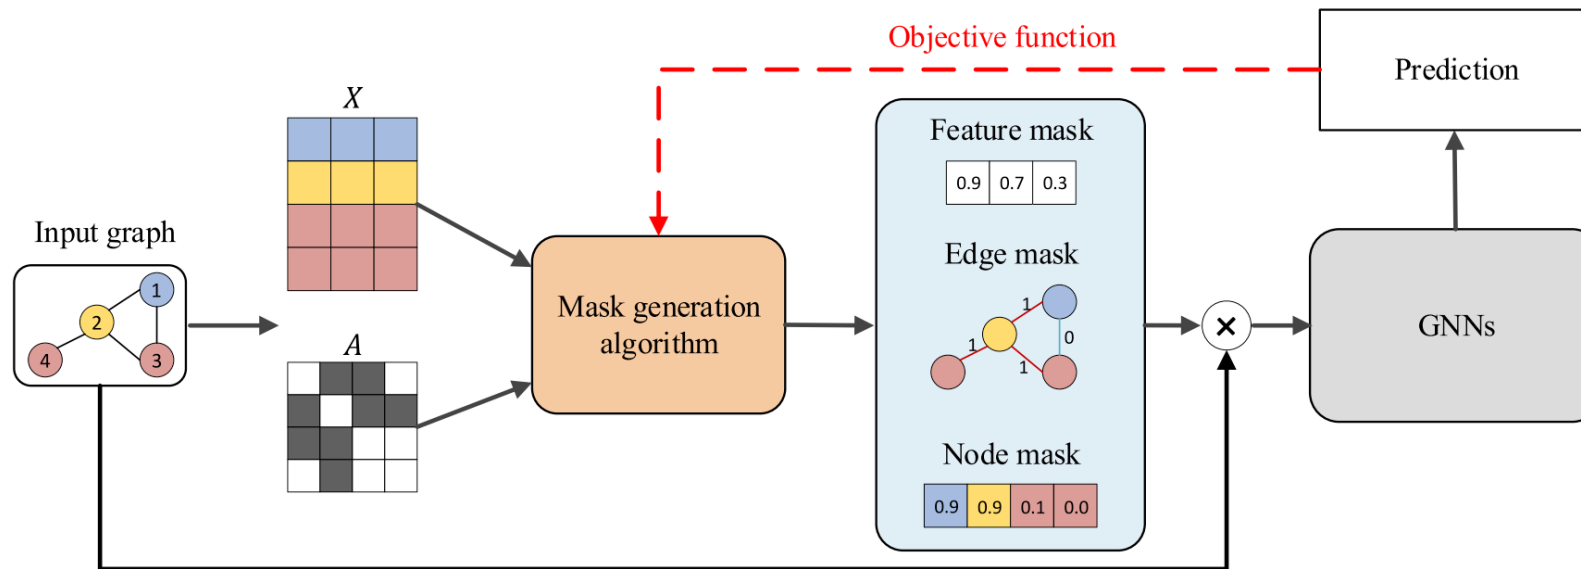 Objective function
Prediction
X
Feature mask
0.9 0.7 0.3
Input graph
1
2
4
3
Mask generation
algorithm
Edge mask
1
0
1
1
×
GNNs
A
Node mask
0.9 0.9 0.1 0.0